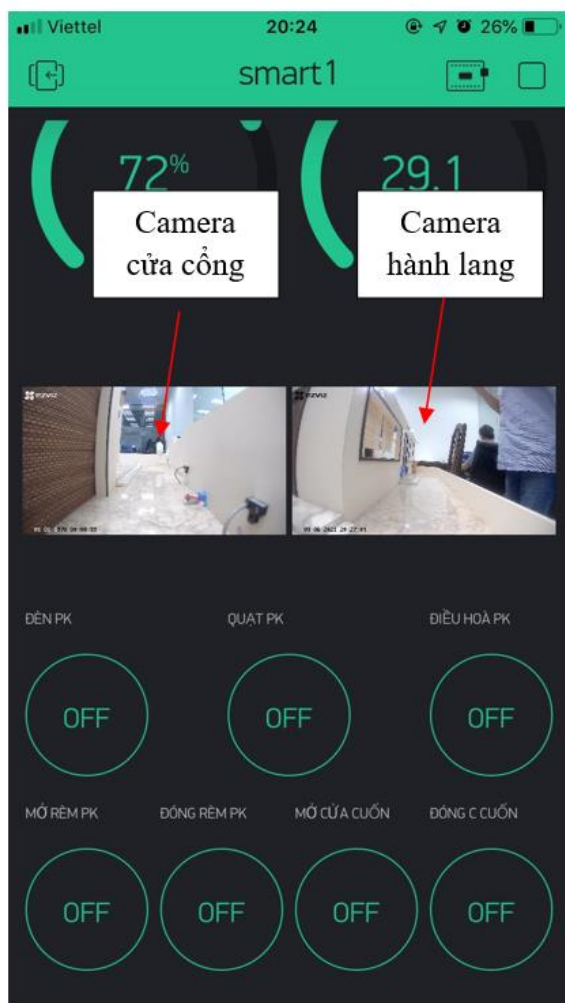 Viettel 20:24 26%
smart1
72% 29.1
Camera
cửa cổng
Camera
hành lang
ezviz ezviz
ĐÈN PK QUẠT PK ĐIỀU HOÀ PK
OFF OFF OFF
MỞ RÈM PK ĐÓNG RÈM PK MỞ CỬA CUỐN ĐÓNG C CUỐN
OFF OFF OFF OFF